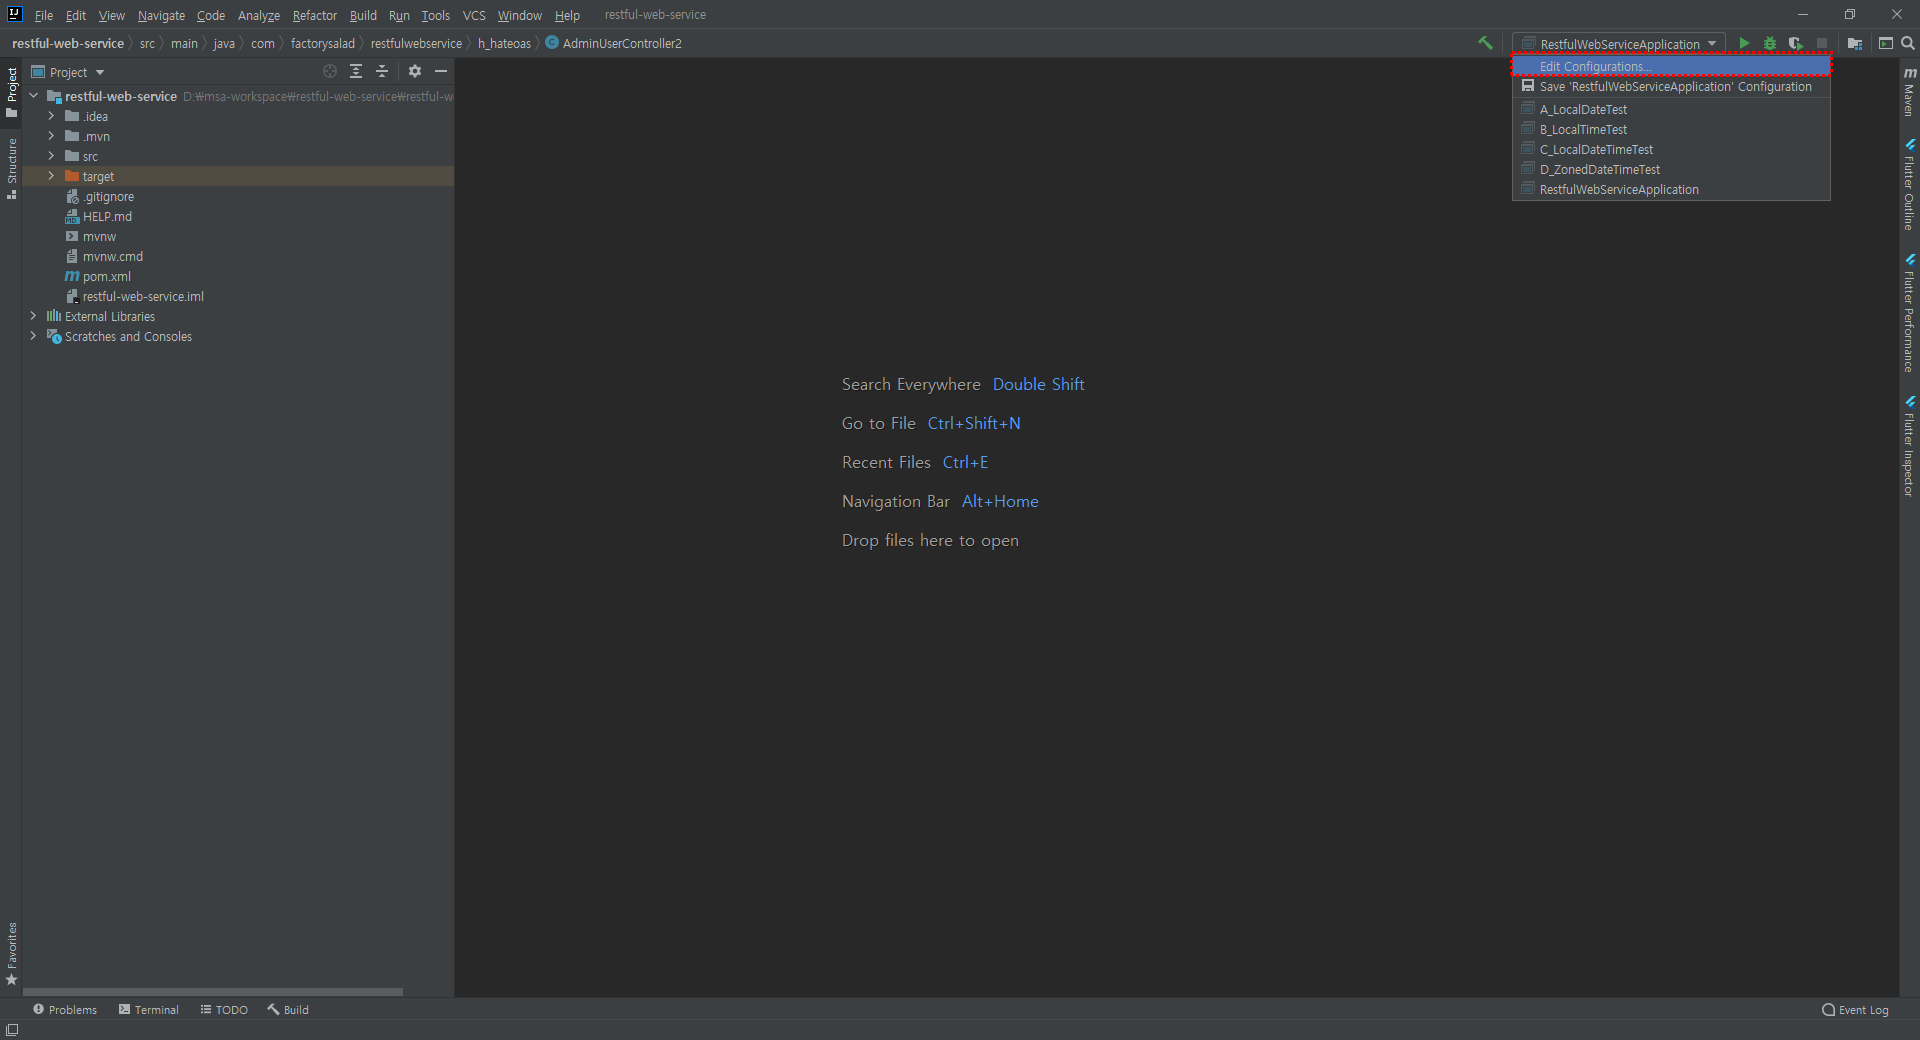 IJ File Edit View Navigate Code Analyze Refactor Build Run Tools VCS Window Help restful-web-service
restful-web-service src main java com factorysalad restfulwebservice h_hateoas C AdminUserController2 RestfulWebServiceApplication
Project
restful-web-service D:₩msa-workspace₩restful-web-service₩restful-w
.idea
.mvn
src
target
.gitignore
HELP.md
mvnw
mvnw.cmd
m pom.xml
restful-web-service.iml
External Libraries
Scratches and Consoles
Edit Configurations...
Save 'RestfulWebServiceApplication' Configuration
A_LocalDateTest
B_LocalTimeTest
C_LocalDateTimeTest
D_ZonedDateTimeTest
RestfulWebServiceApplication
Search Everywhere Double Shift
Go to File Ctrl+Shift+N
Recent Files Ctrl+E
Navigation Bar Alt+Home
Drop files here to open
Project
Structure
Favorites
m Maven
Flutter Outline
Flutter Performance
Flutter Inspector
Problems Terminal TODO Build Event Log